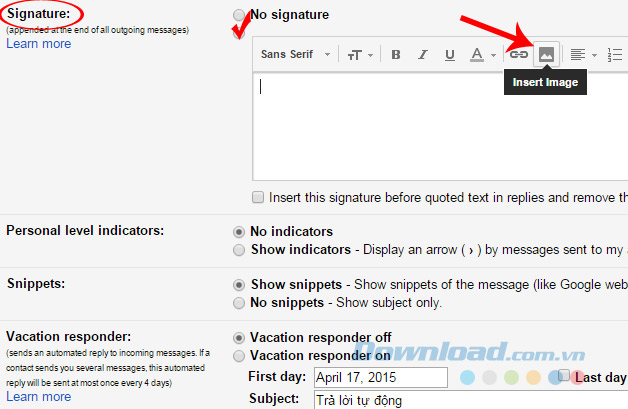 Signature:
No signature
(appended at the end of all outgoing messages)
Learn more
Sans Serif
TT
B I U A
Insert Image
Insert this signature before quoted text in replies and remove th
Personal level indicators:
No indicators
Show indicators - Display an arrow ( › ) by messages sent to my a
Snippets:
Show snippets - Show snippets of the message (like Google web
No snippets - Show subject only.
Vacation responder:
Vacation responder off
(sends an automated reply to incoming messages. If a
contact sends you several messages, this automated
reply will be sent at most once every 4 days)
Vacation responder on
Learn more
Download.com.vn
First day:
April 17, 2015
Last day
Subject:
Trả lời tự động